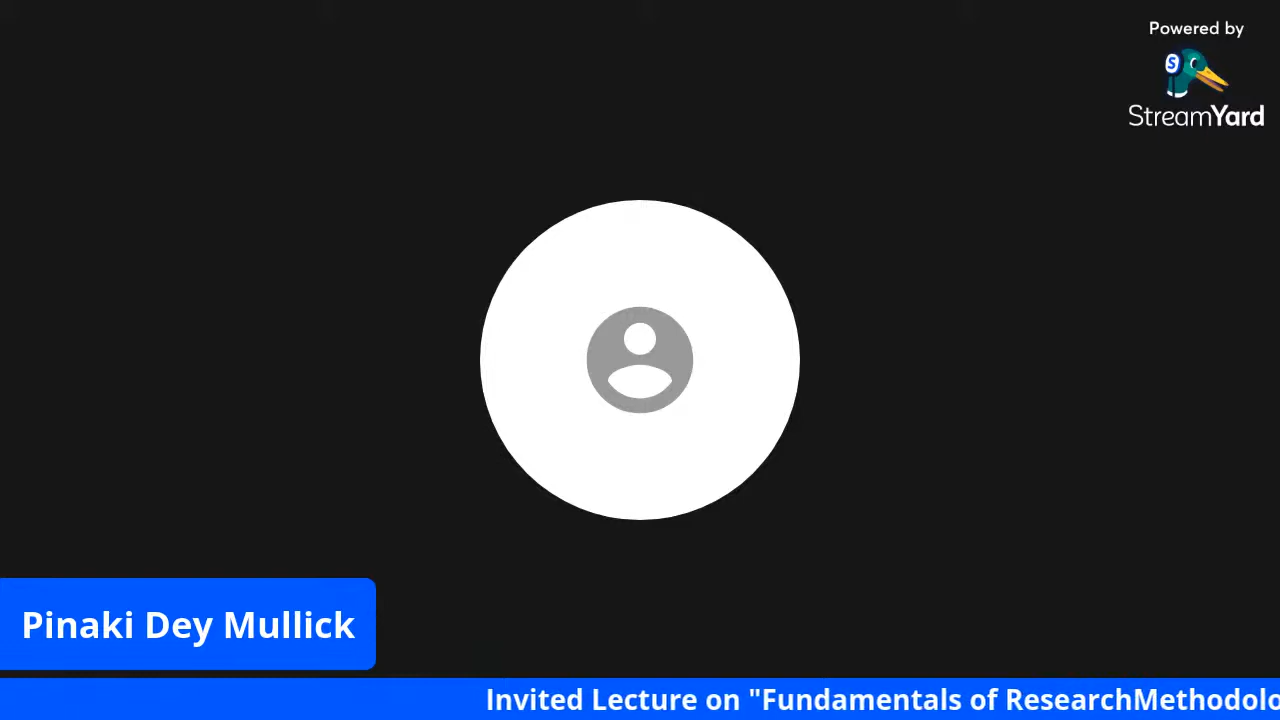 Powered by
S
StreamYard
Pinaki Dey Mullick
Invited Lecture on "Fundamentals of ResearchMethodolo